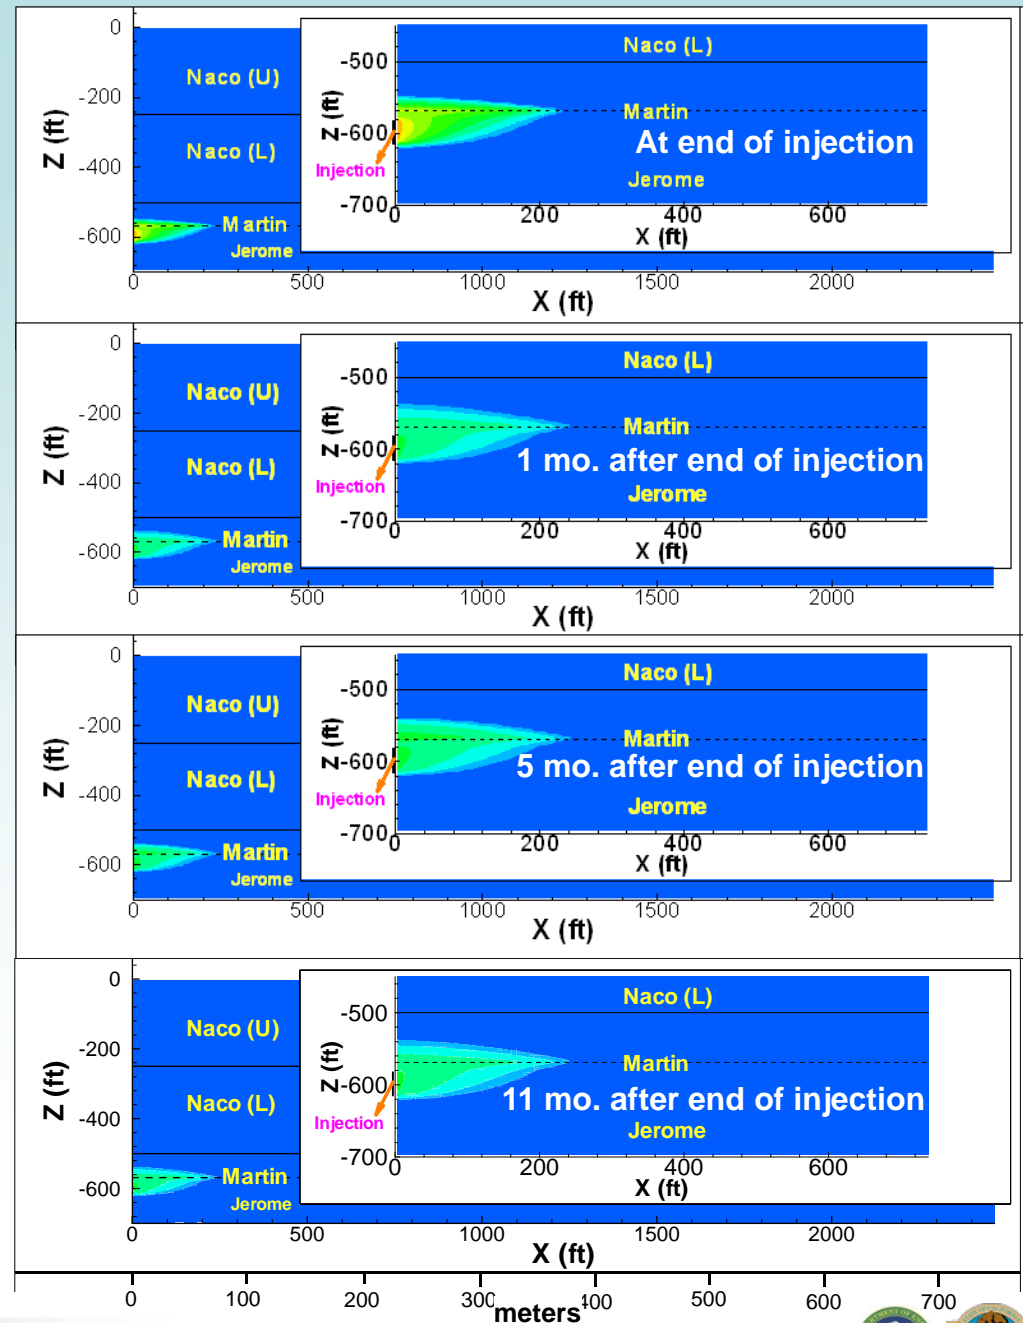 0
-200
-400
-600
Z (ft)
Naco (U)
Naco (L)
Martin
Jerome
0
500
1000
1500
2000
X (ft)
-500
-600
-700
Z (ft)
Injection
Naco (L)
Martin
At end of injection
Jerome
0
200
400
600
X (ft)
0
-200
-400
-600
Z (ft)
Naco (U)
Naco (L)
Martin
Jerome
0
500
1000
1500
2000
X (ft)
-500
-600
-700
Z (ft)
Injection
Naco (L)
Martin
1 mo. after end of injection
Jerome
0
200
400
600
X (ft)
0
-200
-400
-600
Z (ft)
Naco (U)
Naco (L)
Martin
Jerome
0
500
1000
1500
2000
X (ft)
-500
-600
-700
Z (ft)
Injection
Naco (L)
Martin
5 mo. after end of injection
Jerome
0
200
400
600
X (ft)
0
-200
-400
-600
Z (ft)
Naco (U)
Naco (L)
Martin
Jerome
0
500
1000
1500
2000
X (ft)
-500
-600
-700
Z (ft)
Injection
Naco (L)
Martin
11 mo. after end of injection
Jerome
0
200
400
600
X (ft)
0
100
200
300
400
500
600
700
meters